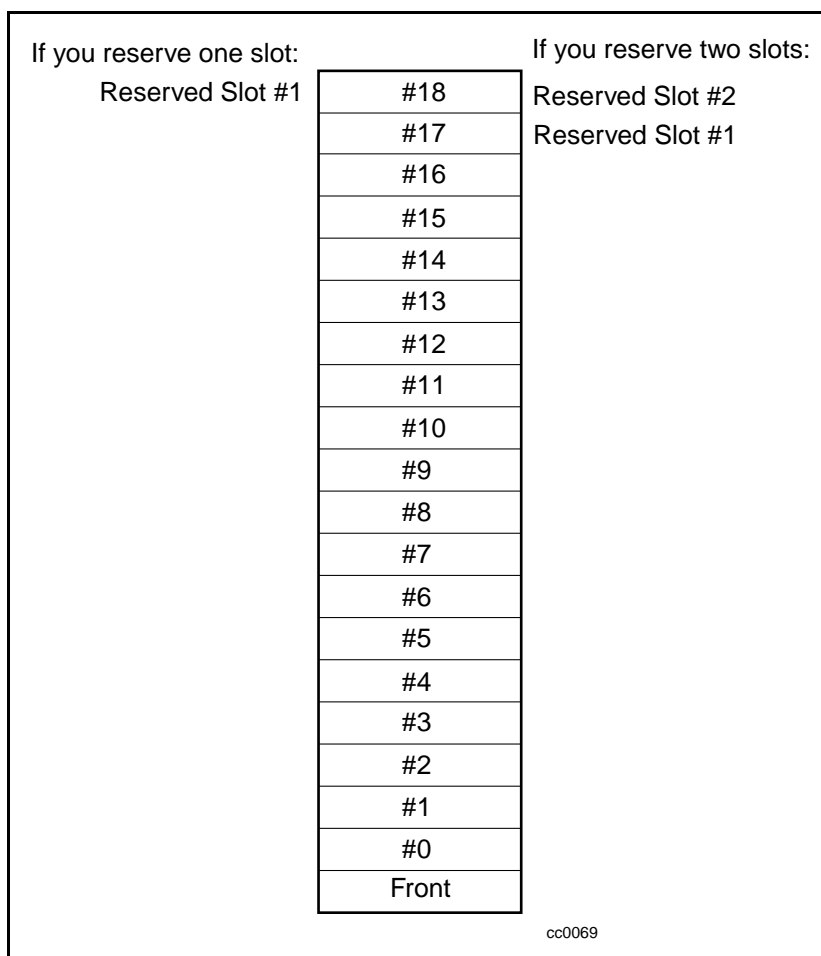 If you reserve one slot:
If you reserve two slots:
Reserved Slot #1
#18
Reserved Slot #2
#17
Reserved Slot #1
#16
#15
#14
#13
#12
#11
#10
#9
#8
#7
#6
#5
#4
#3
#2
#1
#0
Front
cc0069